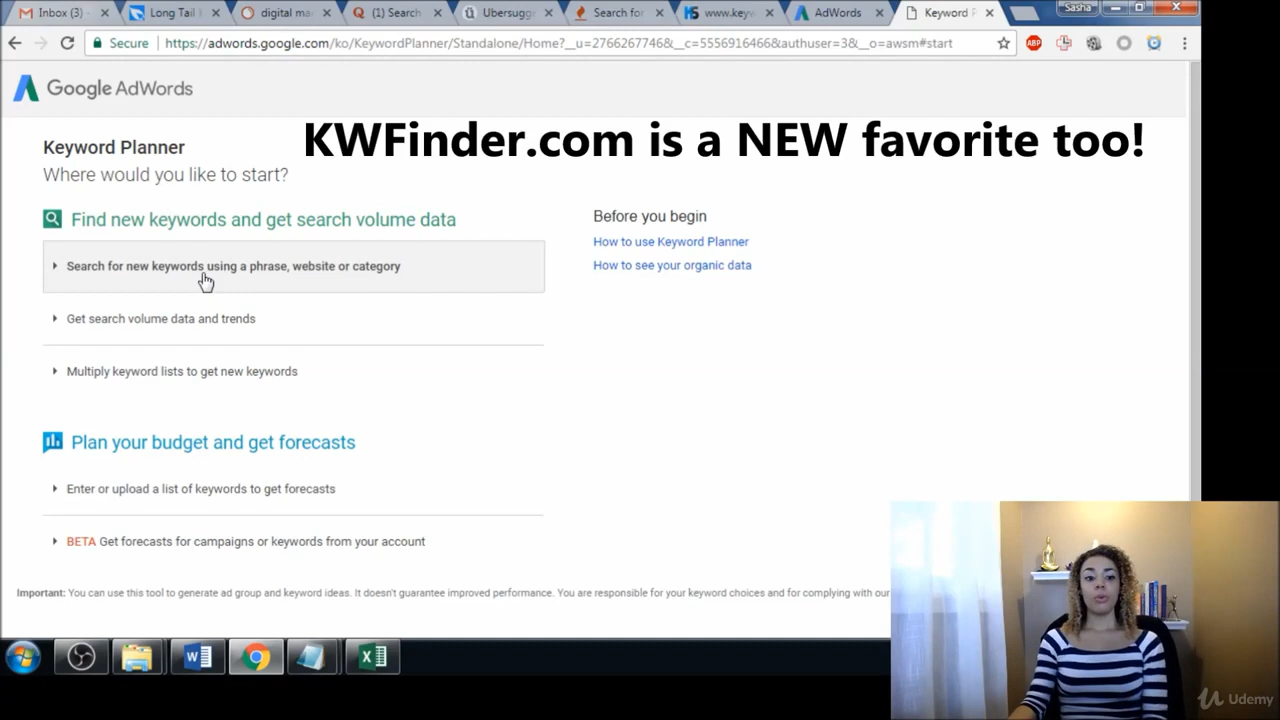 Inbox (3) -
Long Tail
digital ma
(1) Search
Ubersugg
Search for
www.key
AdWords
Keyword P
Sasha
Secure
https://adwords.google.com/ko/KeywordPlanner/Standalone/Home?__u=2766267746&__c=5556916466&authuser=3&__o=awsm#start
ABP
Google AdWords
KWFinder.com is a NEW favorite too!
Keyword Planner
Where would you like to start?
Find new keywords and get search volume data
Search for new keywords using a phrase, website or category
Get search volume data and trends
Multiply keyword lists to get new keywords
Before you begin
How to use Keyword Planner
How to see your organic data
Plan your budget and get forecasts
Enter or upload a list of keywords to get forecasts
BETA Get forecasts for campaigns or keywords from your account
Important: You can use this tool to generate ad group and keyword ideas. It doesn't guarantee improved performance. You are responsible for your keyword choices and for complying with our
Udemy